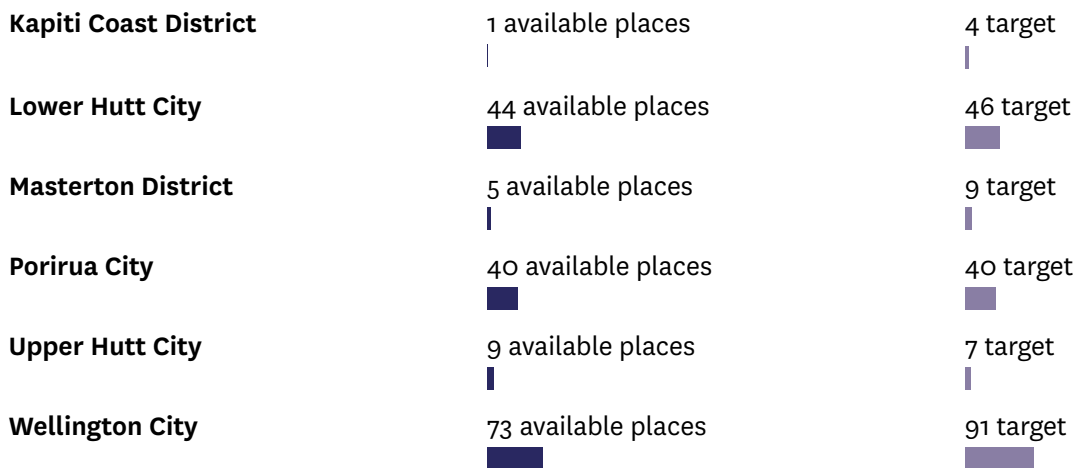 Kapiti Coast District 1 available places 4 target
Lower Hutt City 44 available places 46 target
Masterton District 5 available places 9 target
Porirua City 40 available places 40 target
Upper Hutt City 9 available places 7 target
Wellington City 73 available places 91 target